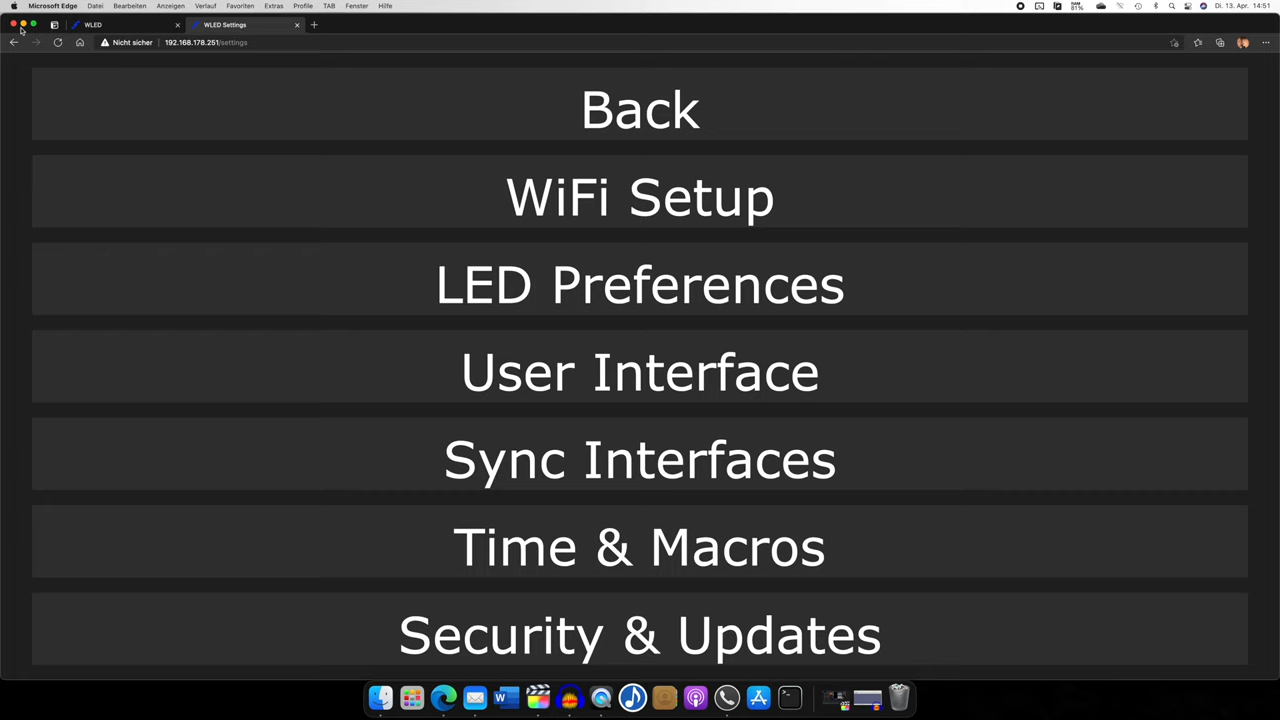 Microsoft Edge Datei Bearbeiten Anzeigen Verlauf Favoriten Extras Profile TAB Fenster Hilfe RAM 81% Di. 13. Apr. 14:51
WLED WLED Settings
Nicht sicher 192.168.178.251/settings
Back
WiFi Setup
LED Preferences
User Interface
Sync Interfaces
Time & Macros
Security & Updates